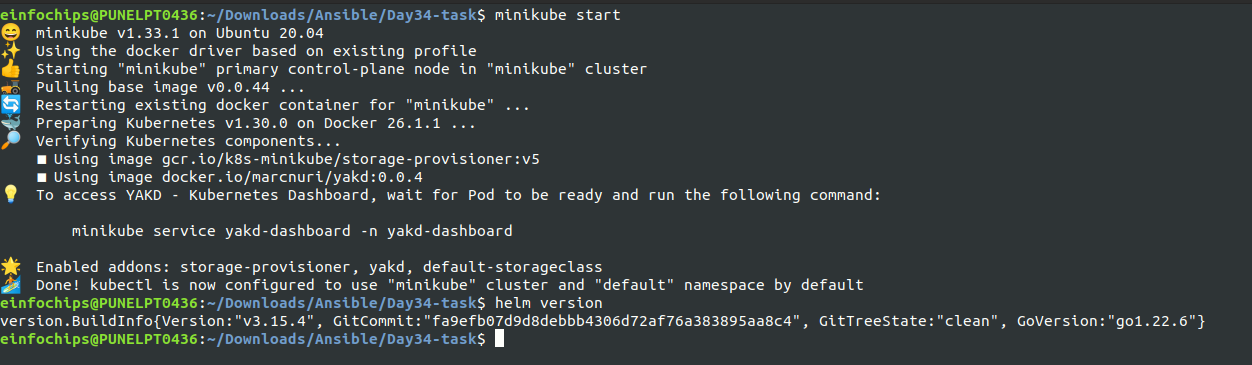 einfochips@PUNELPT0436:~/Downloads/Ansible/Day34-task$ minikube start
😄 minikube v1.33.1 on Ubuntu 20.04
✨ Using the docker driver based on existing profile
👍 Starting "minikube" primary control-plane node in "minikube" cluster
🚜 Pulling base image v0.0.44 ...
🔄 Restarting existing docker container for "minikube" ...
🐳 Preparing Kubernetes v1.30.0 on Docker 26.1.1 ...
🔎 Verifying Kubernetes components...
■ Using image gcr.io/k8s-minikube/storage-provisioner:v5
■ Using image docker.io/marcnuri/yakd:0.0.4
💡 To access YAKD - Kubernetes Dashboard, wait for Pod to be ready and run the following command:
minikube service yakd-dashboard -n yakd-dashboard
🌟 Enabled addons: storage-provisioner, yakd, default-storageclass
🏄 Done! kubectl is now configured to use "minikube" cluster and "default" namespace by default
einfochips@PUNELPT0436:~/Downloads/Ansible/Day34-task$ helm version
version.BuildInfo{Version:"v3.15.4", GitCommit:"fa9efb07d9d8debbb4306d72af76a383895aa8c4", GitTreeState:"clean", GoVersion:"go1.22.6"}
einfochips@PUNELPT0436:~/Downloads/Ansible/Day34-task$